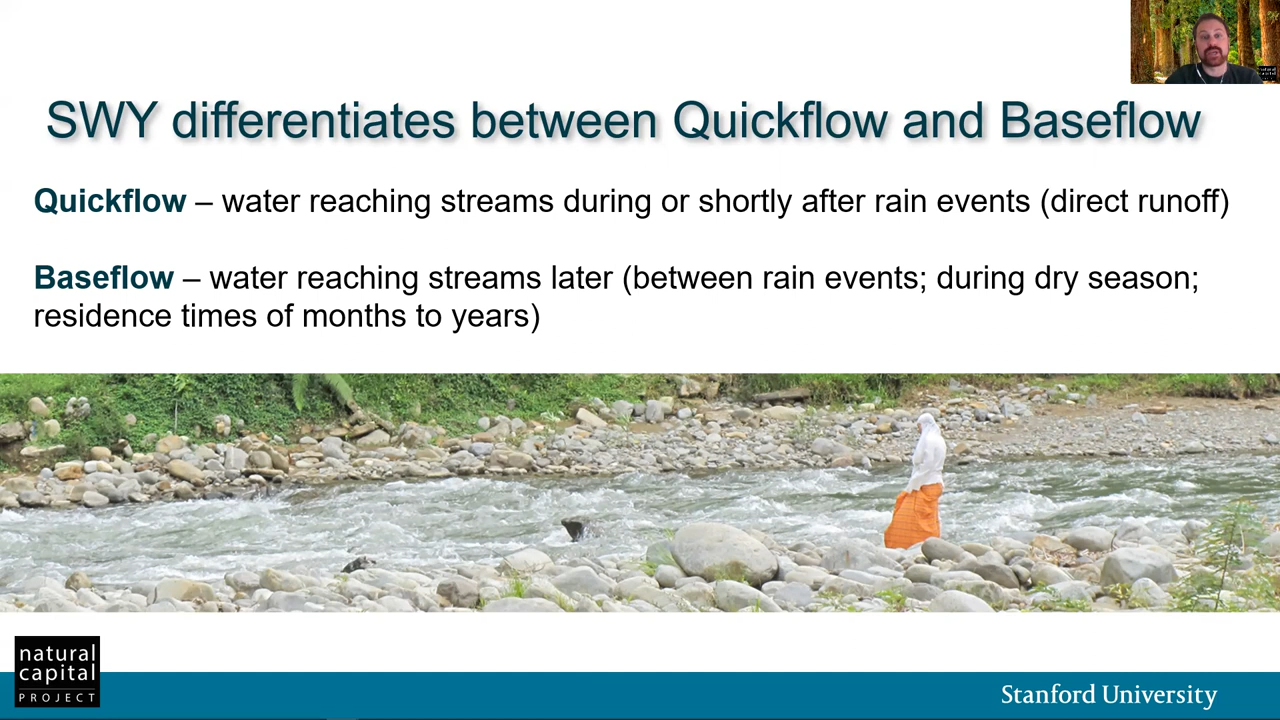 SWY differentiates between Quickflow and Baseflow
Quickflow – water reaching streams during or shortly after rain events (direct runoff)
Baseflow – water reaching streams later (between rain events; during dry season;
residence times of months to years)
natural
capital
PROJECT
Stanford University